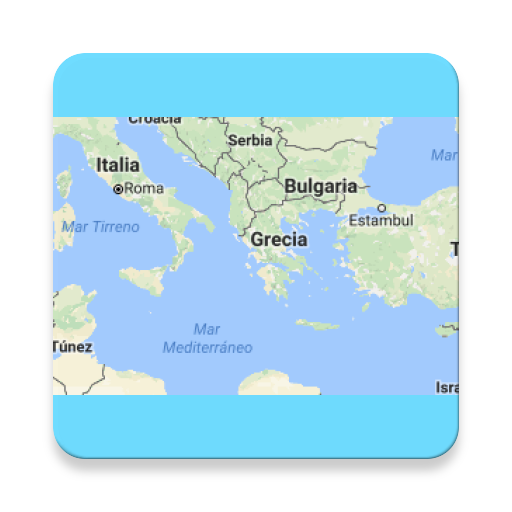 Croacia
Serbia
Mar
Italia
Roma
Bulgaria
Estambul
Mar Tirreno
Grecia
T
Mar
Mediterráneo
Túnez
Isra